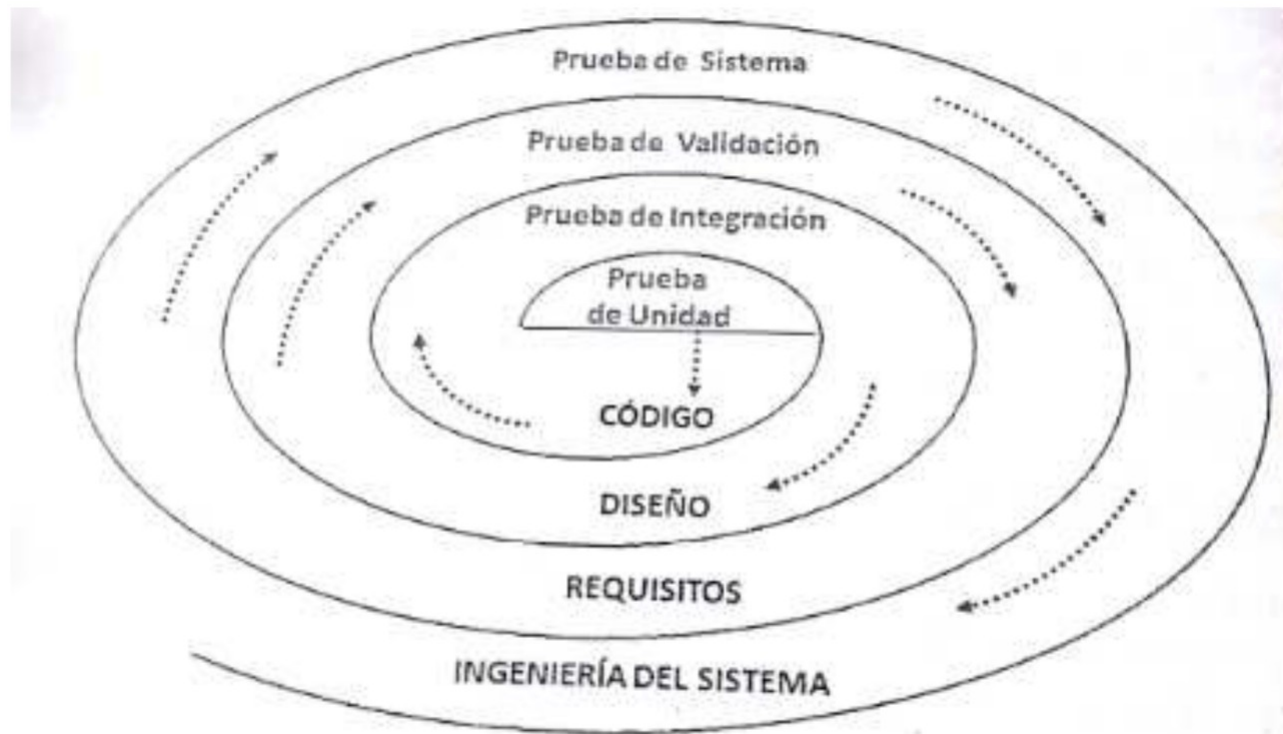 Prueba de Sistema
Prueba de Validación
Prueba de Integración
Prueba
de Unidad
CÓDIGO
DISEÑO
REQUISITOS
INGENIERÍA DEL SISTEMA